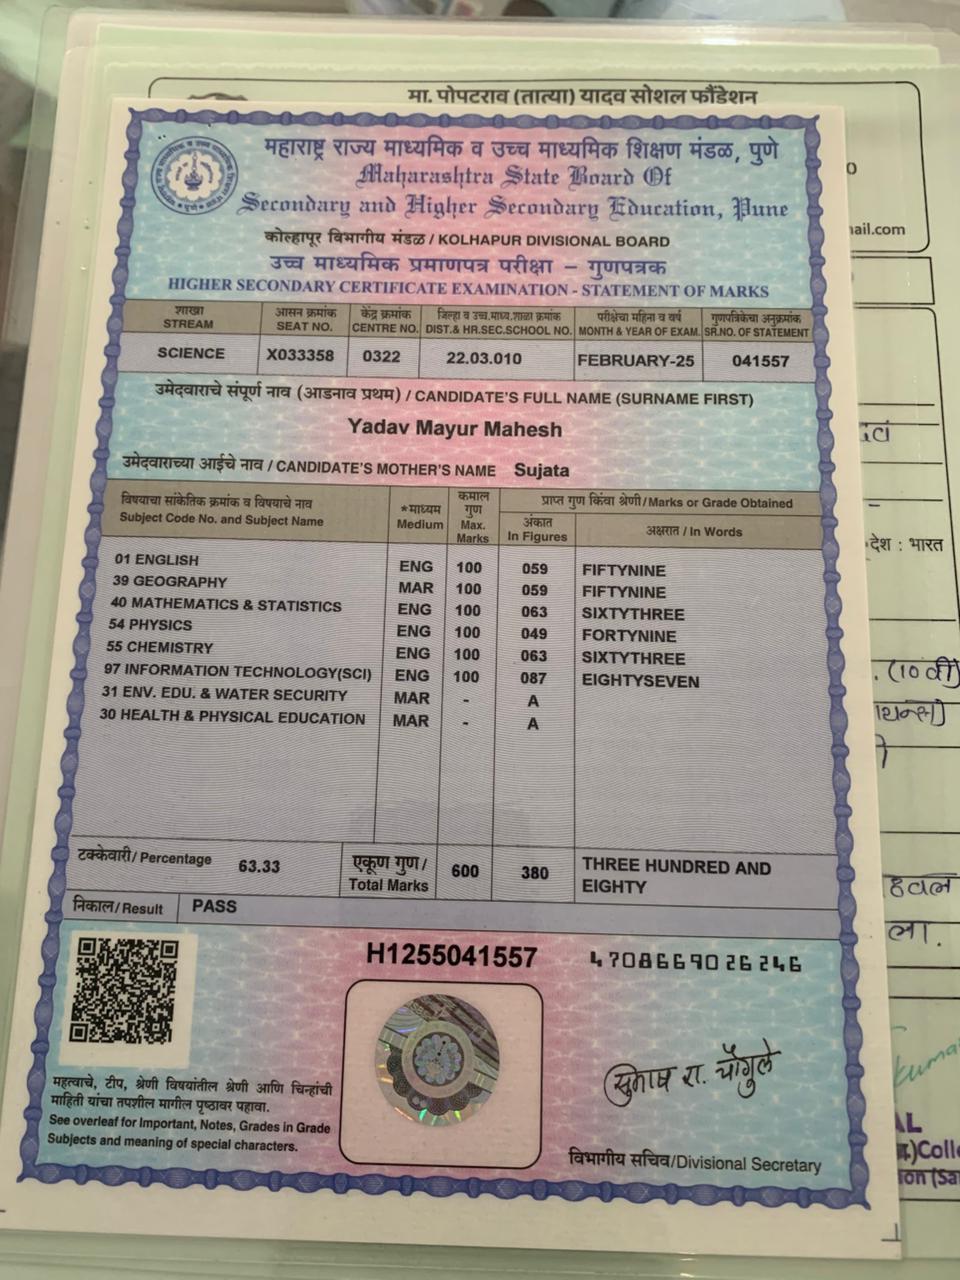 मा. पोपटराव (तात्या) यादव सोशल फौंडेशन
महाराष्ट्र राज्य माध्यमिक व उच्च माध्यमिक शिक्षण मंडळ, पुणे
Maharashtra State Board Of
Secondary and Higher Secondary Education, Pune
कोल्हापूर विभागीय मंडळ / KOLHAPUR DIVISIONAL BOARD
उच्च माध्यमिक प्रमाणपत्र परीक्षा – गुणपत्रक
HIGHER SECONDARY CERTIFICATE EXAMINATION - STATEMENT OF MARKS
शाखा आसन क्रमांक केंद्र क्रमांक जिल्हा व उच्च.माध्य.शाळा क्रमांक परीक्षेचा महिना व वर्ष गुणपत्रिकेचा अनुक्रमांक
STREAM SEAT NO. CENTRE NO. DIST.& HR.SEC.SCHOOL NO. MONTH & YEAR OF EXAM. SR.NO. OF STATEMENT
SCIENCE X033358 0322 22.03.010 FEBRUARY-25 041557
उमेदवाराचे संपूर्ण नाव (आडनाव प्रथम) / CANDIDATE'S FULL NAME (SURNAME FIRST)
Yadav Mayur Mahesh
उमेदवाराच्या आईचे नाव / CANDIDATE'S MOTHER'S NAME Sujata
विषयाचा सांकेतिक क्रमांक व विषयाचे नाव
Subject Code No. and Subject Name
*माध्यम
Medium
कमाल
गुण
Max.
Marks
प्राप्त गुण किंवा श्रेणी/Marks or Grade Obtained
अंकात
In Figures
अक्षरात / In Words
01 ENGLISH ENG 100 059 FIFTYNINE
39 GEOGRAPHY MAR 100 059 FIFTYNINE
40 MATHEMATICS & STATISTICS ENG 100 063 SIXTYTHREE
54 PHYSICS ENG 100 049 FORTYNINE
55 CHEMISTRY ENG 100 063 SIXTYTHREE
97 INFORMATION TECHNOLOGY(SCI) ENG 100 087 EIGHTYSEVEN
31 ENV. EDU. & WATER SECURITY MAR - A
30 HEALTH & PHYSICAL EDUCATION MAR - A
टक्केवारी/ Percentage 63.33
एकूण गुण /
Total Marks
600 380 THREE HUNDRED AND
EIGHTY
निकाल/ Result PASS
H1255041557 4708669026246
महत्वाचे, टीप, श्रेणी विषयांतील श्रेणी आणि चिन्हांची
माहिती यांचा तपशील मागील पृष्ठावर पहावा.
See overleaf for Important, Notes, Grades in Grade
Subjects and meaning of special characters.
सुभाष रा. चौगुले
विभागीय सचिव/Divisional Secretary
ail.com
देश : भारत
(10 वी)